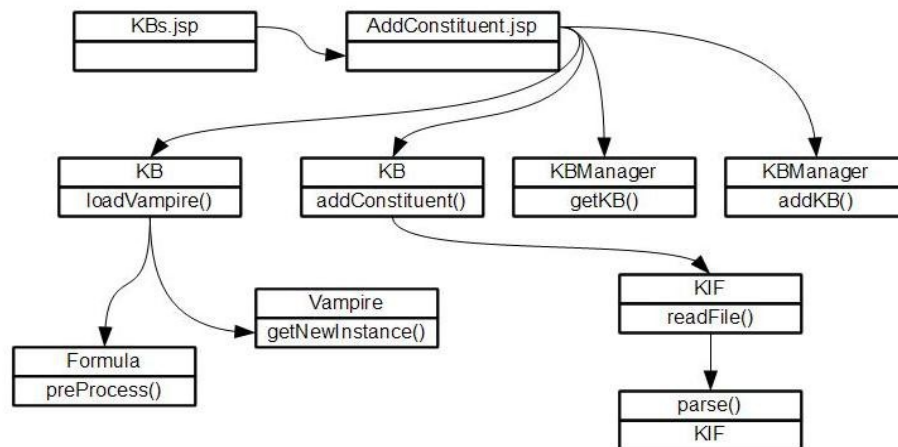 KBs.jsp
AddConstituent.jsp
KB
loadVampire()
KB
addConstituent()
KBManager
getKB()
KBManager
addKB()
KIF
readFile()
Vampire
getNewInstance()
Formula
preProcess()
parse()
KIF